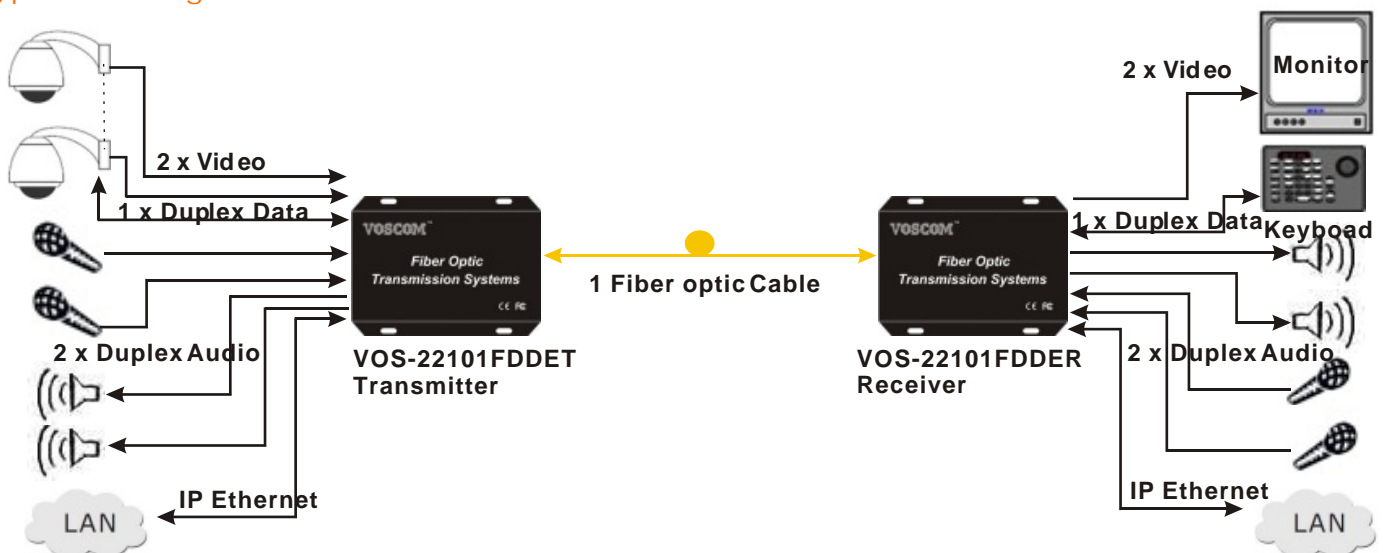 2 x Video
1 x Duplex Data
2 x Duplex Audio
IP Ethernet
LAN
VOSCOM™
Fiber Optic
Transmission Systems
CE FC
VOS-22101FDDET
Transmitter
1 Fiber optic Cable
VOSCOM™
Fiber Optic
Transmission Systems
CE FC
VOS-22101FDDER
Receiver
2 x Video
Monitor
1 x Duplex Data
Keyboad
2 x Duplex Audio
IP Ethernet
LAN